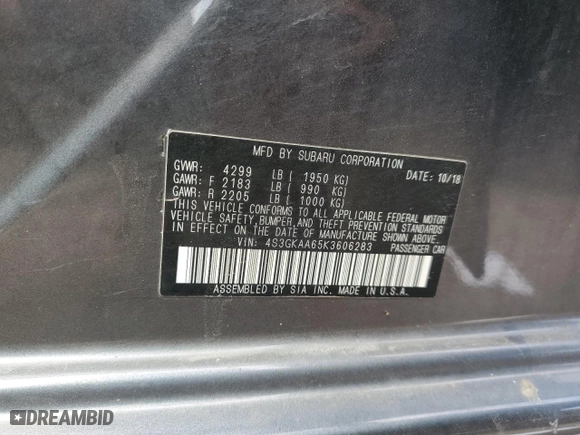 MFD BY SUBARU CORPORATION
GVWR: 4299 LB ( 1950 KG) DATE: 10/18
GAWR: F 2183 LB ( 990 KG)
GAWR: R 2205 LB ( 1000 KG)
THIS VEHICLE CONFORMS TO ALL APPLICABLE FEDERAL MOTOR
VEHICLE SAFETY, BUMPER, AND THEFT PREVENTION STANDARDS
IN EFFECT ON THE DATE OF MANUFACTURE SHOWN ABOVE.
VIN: 4S3GKAA65K3606283 PASSENGER CAR
ASSEMBLED BY SIA INC. MADE IN U.S.A.
DREAMBID